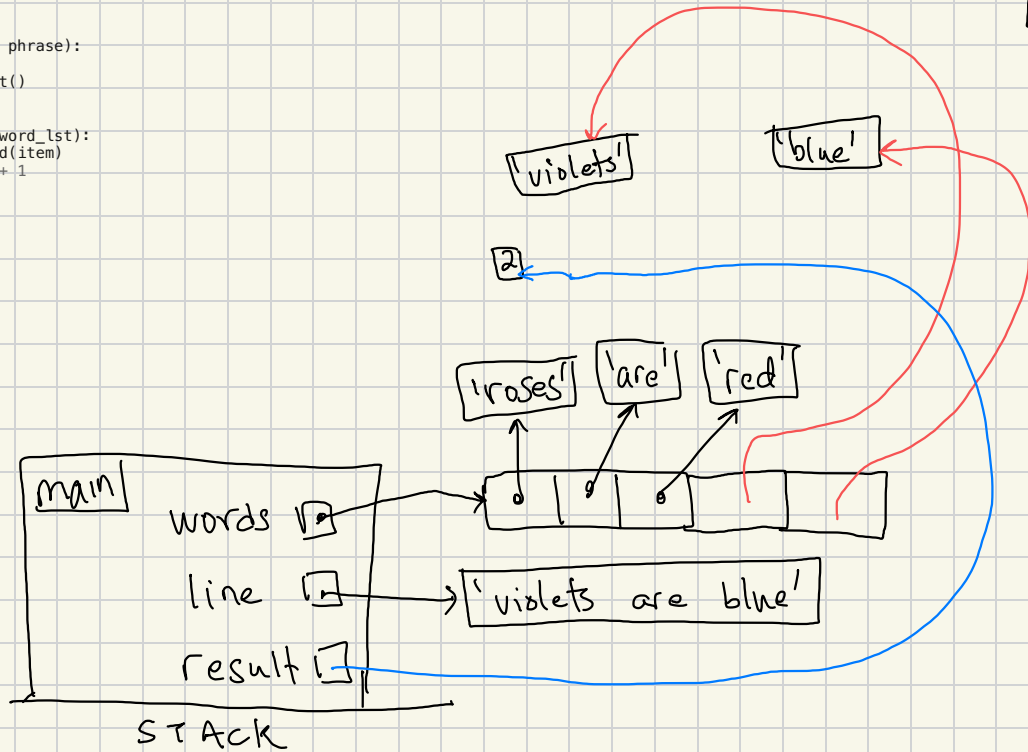 phrase):
t()
word_lst):
d(item)
+ 1
'violets'
'blue'
2
'roses' 'are' 'red'
main
words
line
'violets are blue'
result
STACK